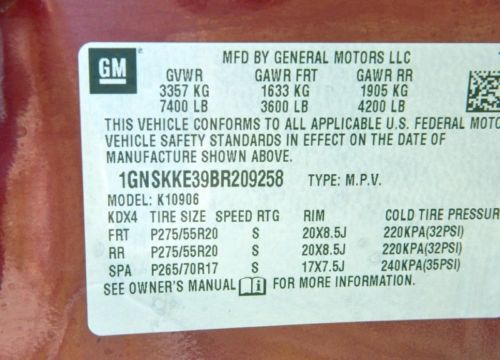 GM
MFD BY GENERAL MOTORS LLC
GVWR GAWR FRT GAWR RR
3357 KG 1633 KG 1905 KG
7400 LB 3600 LB 4200 LB
THIS VEHICLE CONFORMS TO ALL APPLICABLE U.S. FEDERAL MOTO
VEHICLE SAFETY STANDARDS IN EFFECT ON THE DATE OF
MANUFACTURE SHOWN ABOVE.
1GNSKKE39BR209258 TYPE: M.P.V.
MODEL: K10906
KDX4 TIRE SIZE SPEED RTG RIM COLD TIRE PRESSUR
FRT P275/55R20 S 20X8.5J 220KPA(32PSI)
RR P275/55R20 S 20X8.5J 220KPA(32PSI)
SPA P265/70R17 S 17X7.5J 240KPA(35PSI)
SEE OWNER'S MANUAL i FOR MORE INFORMATION.